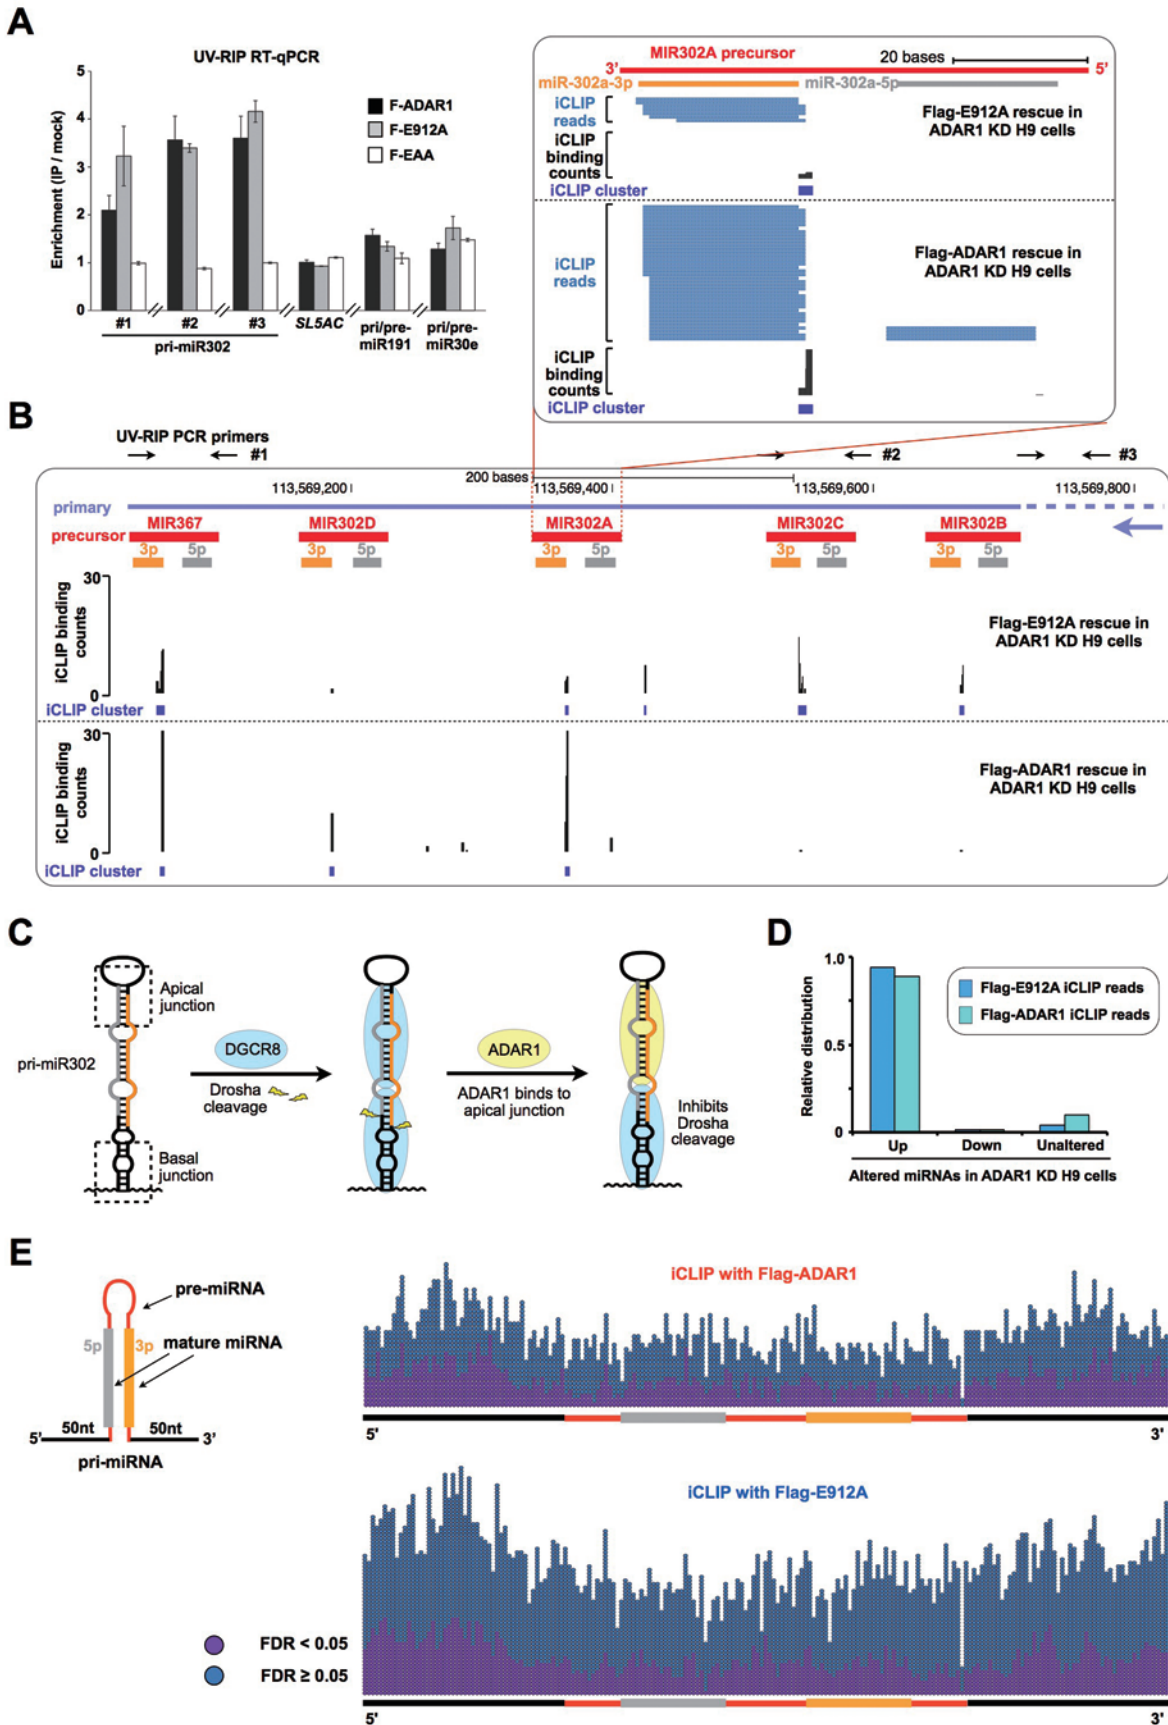 A
UV-RIP RT-qPCR
Enrichment (IP / mock)
5
4
3
2
1
0
F-ADAR1
F-E912A
F-EAA
#1
#2
#3
pri-miR302
SL5AC
pri/pre-
miR191
pri/pre-
miR30e
MIR302A precursor
20 bases
3'
5'
miR-302a-3p
miR-302a-5p
iCLIP
reads
iCLIP
binding
counts
iCLIP cluster
Flag-E912A rescue in
ADAR1 KD H9 cells
iCLIP
reads
Flag-ADAR1 rescue in
ADAR1 KD H9 cells
iCLIP
binding
counts
iCLIP cluster
B
UV-RIP PCR primers
#1
#2
#3
200 bases
113,569,200
113,569,400
113,569,600
113,569,800
primary
precursor
MIR367
MIR302D
MIR302A
MIR302C
MIR302B
3p
5p
3p
5p
3p
5p
3p
5p
3p
5p
iCLIP binding
counts
30
0
Flag-E912A rescue in
ADAR1 KD H9 cells
iCLIP cluster
iCLIP binding
counts
30
0
Flag-ADAR1 rescue in
ADAR1 KD H9 cells
iCLIP cluster
C
Apical
junction
pri-miR302
Basal
junction
DGCR8
Drosha
cleavage
ADAR1
ADAR1 binds to
apical junction
Inhibits
Drosha
cleavage
D
Relative distribution
1.0
0.5
0
Flag-E912A iCLIP reads
Flag-ADAR1 iCLIP reads
Up
Down
Unaltered
Altered miRNAs in ADAR1 KD H9 cells
E
pre-miRNA
5p
3p
mature miRNA
50nt
50nt
5'
3'
pri-miRNA
iCLIP with Flag-ADAR1
5'
3'
iCLIP with Flag-E912A
FDR < 0.05
FDR ≥ 0.05
5'
3'